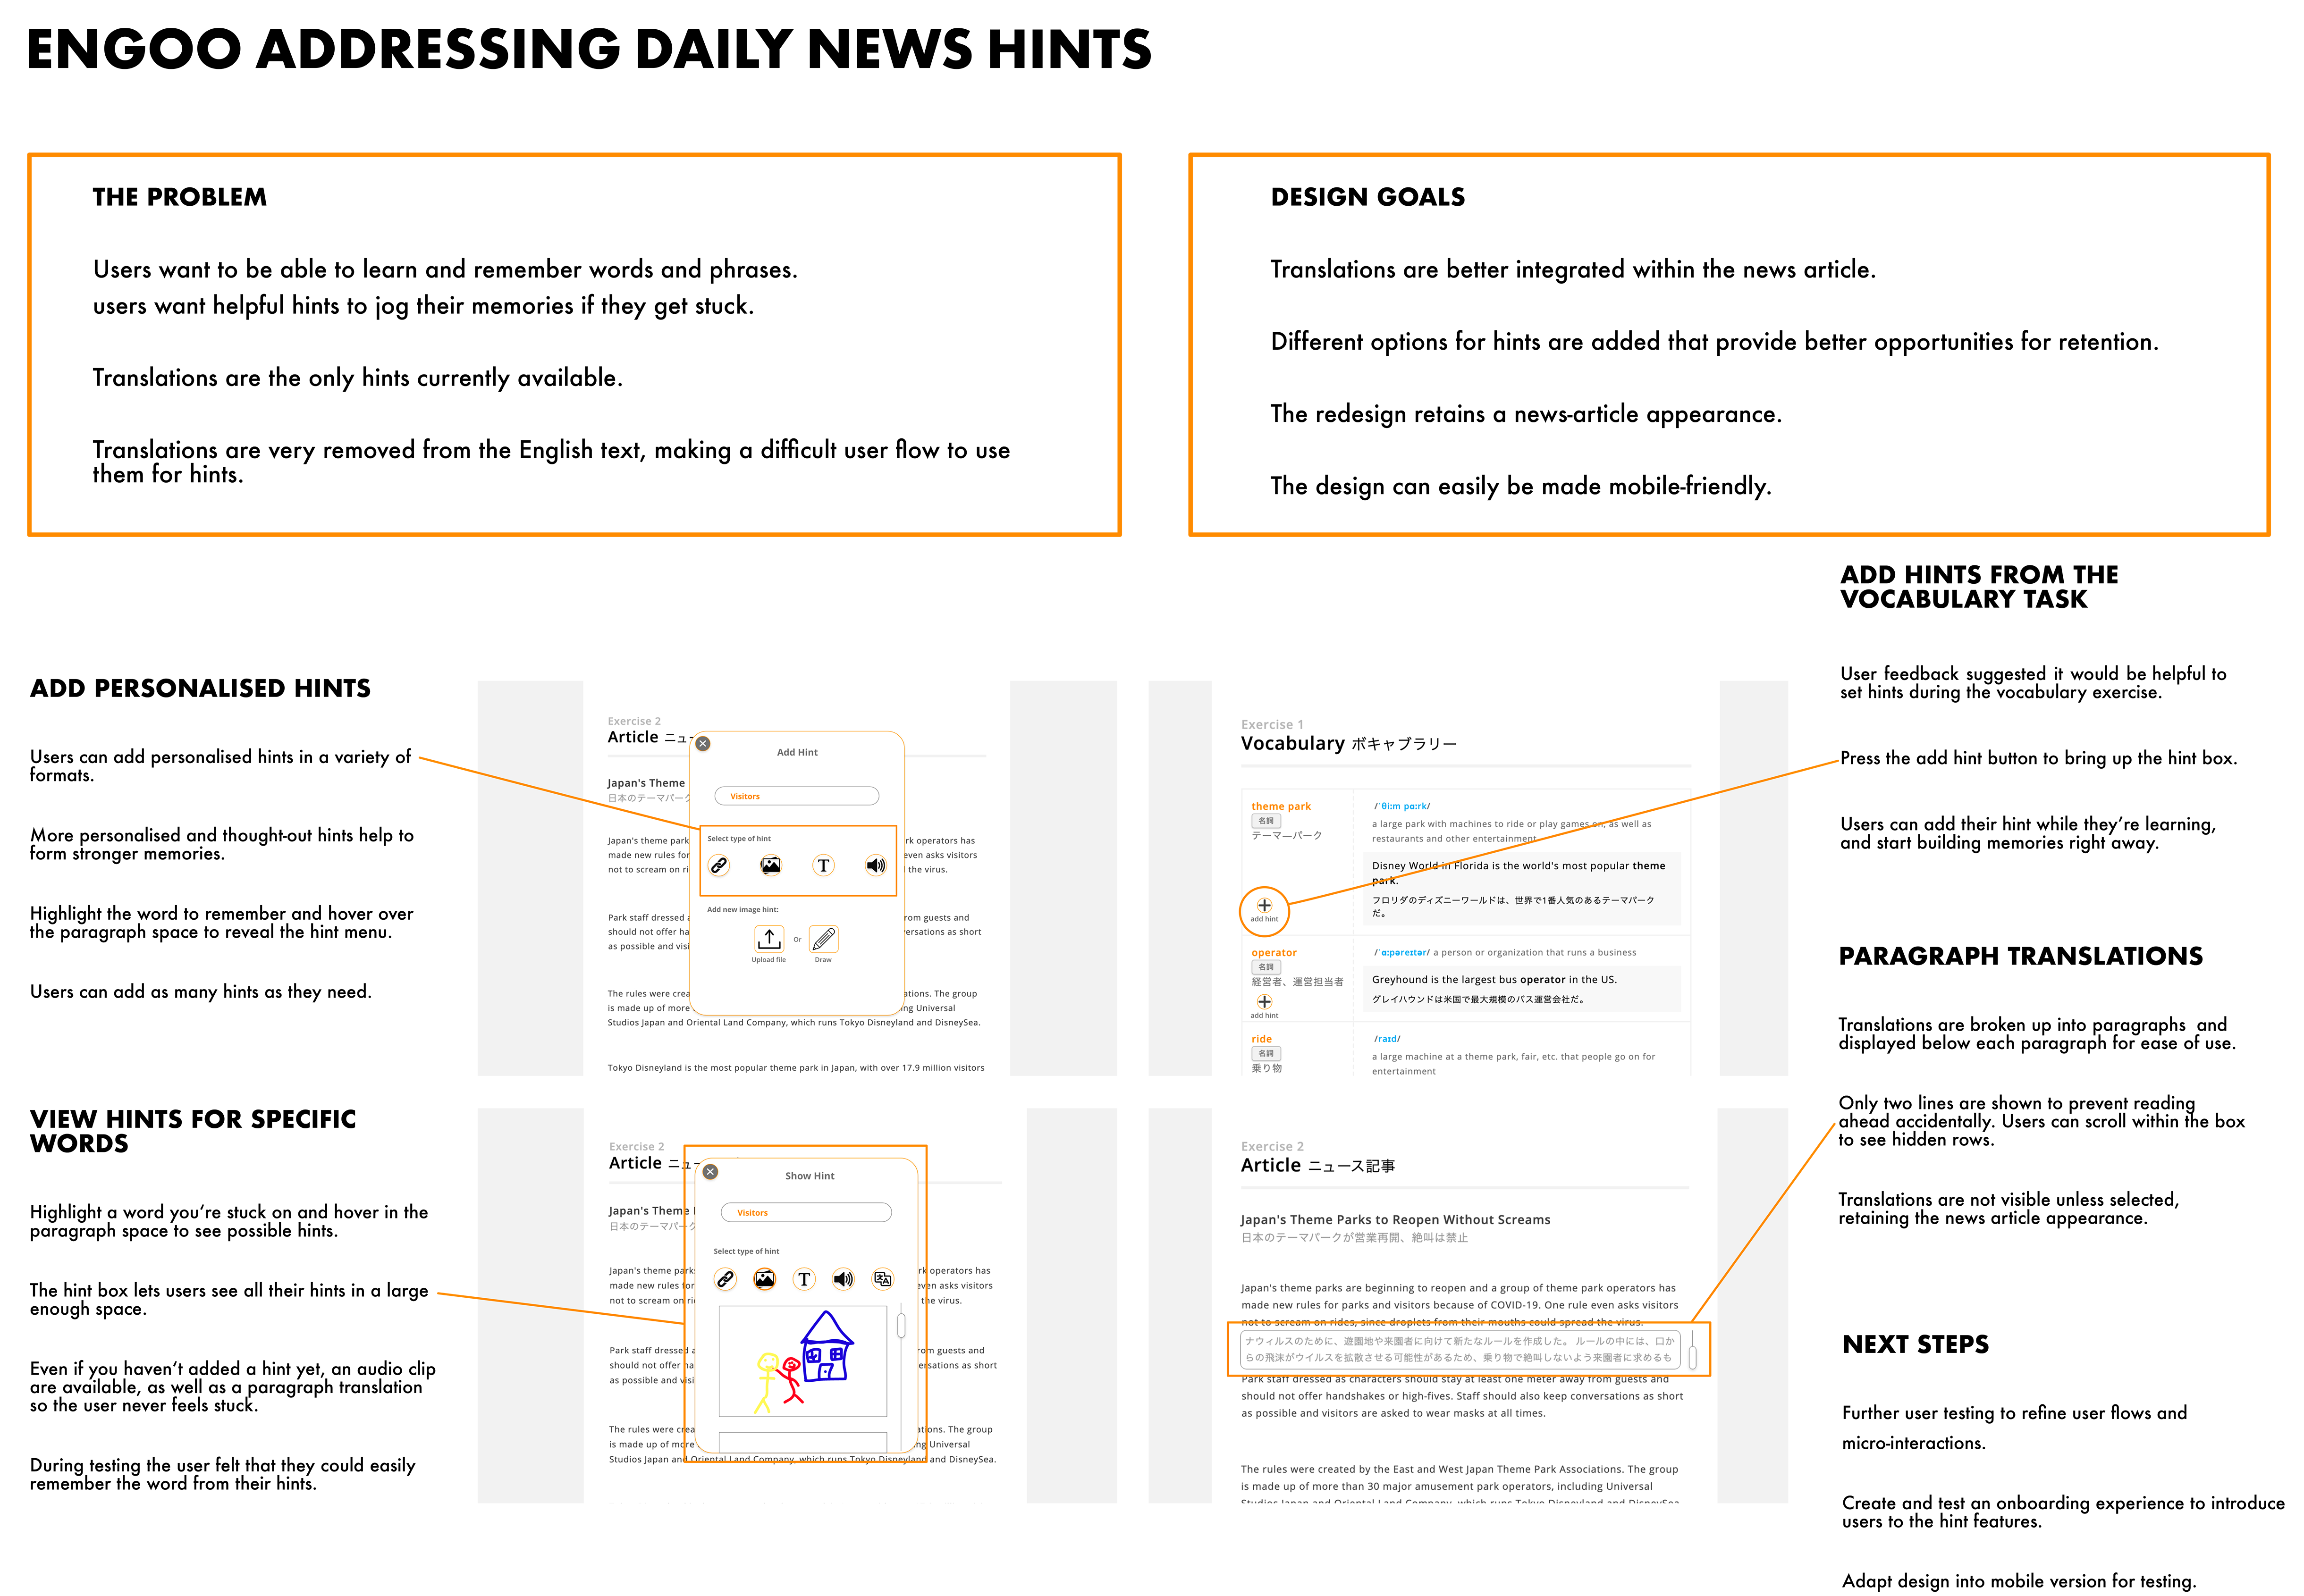 ENGOO ADDRESSING DAILY NEWS HINTS
THE PROBLEM
Users want to be able to learn and remember words and phrases.
users want helpful hints to jog their memories if they get stuck.
Translations are the only hints currently available.
Translations are very removed from the English text, making a difficult user flow to use
them for hints.
DESIGN GOALS
Translations are better integrated within the news article.
Different options for hints are added that provide better opportunities for retention.
The redesign retains a news-article appearance.
The design can easily be made mobile-friendly.
ADD PERSONALISED HINTS
Users can add personalised hints in a variety of
formats.
More personalised and thought-out hints help to
form stronger memories.
Highlight the word to remember and hover over
the paragraph space to reveal the hint menu.
Users can add as many hints as they need.
Exercise 2
Article ニュ
Japan's Theme
日本のテーマパーク
Japan's theme park
made new rules for
not to scream on ri
rk operators has
even asks visitors
the virus.
Park staff dressed a
should not offer ha
as possible and visi
rom guests and
ersations as short
The rules were crea
is made up of more
ations. The group
ng Universal
Studios Japan and Oriental Land Company, which runs Tokyo Disneyland and DisneySea.
Tokyo Disneyland is the most popular theme park in Japan, with over 17.9 million visitors
Add Hint
Visitors
Select type of hint
T
Add new image hint:
Or
Upload file
Draw
Exercise 1
Vocabulary ボキャブラリー
theme park
名詞
テーマ―パーク
add hint
/ˈθiːm pɑːrk/
a large park with machines to ride or play games on, as well as
restaurants and other entertainment
Disney World in Florida is the world's most popular theme
park.
フロリダのディズニーワールドは、世界で1番人気のあるテーマパーク
だ。
operator
名詞
経営者、運営担当者
add hint
/ˈɑːpəreɪtər/ a person or organization that runs a business
Greyhound is the largest bus operator in the US.
グレイハウンドは米国で最大規模のバス運営会社だ。
ride
名詞
乗り物
/raɪd/
a large machine at a theme park, fair, etc. that people go on for
entertainment
ADD HINTS FROM THE
VOCABULARY TASK
User feedback suggested it would be helpful to
set hints during the vocabulary exercise.
Press the add hint button to bring up the hint box.
Users can add their hint while they're learning,
and start building memories right away.
VIEW HINTS FOR SPECIFIC
WORDS
Highlight a word you're stuck on and hover in the
paragraph space to see possible hints.
The hint box lets users see all their hints in a large
enough space.
Even if you haven't added a hint yet, an audio clip
are available, as well as a paragraph translation
so the user never feels stuck.
During testing the user felt that they could easily
remember the word from their hints.
Exercise 2
Article ニュー
Japan's Theme
日本のテーマパーク
Japan's theme park
made new rules for
not to scream on ri
rk operators has
even asks visitors
the virus.
Park staff dressed a
should not offer ha
as possible and visi
rom guests and
ersations as short
The rules were crea
is made up of more
ations. The group
ng Universal
Studios Japan and Oriental Land Company, which runs Tokyo Disneyland and DisneySea.
Show Hint
Visitors
Select type of hint
T
Exercise 2
Article ニュース記事
Japan's Theme Parks to Reopen Without Screams
日本のテーマパークが営業再開、絶叫は禁止
Japan's theme parks are beginning to reopen and a group of theme park operators has
made new rules for parks and visitors because of COVID-19. One rule even asks visitors
not to scream on rides, since droplets from their mouths could spread the virus.
ナウィルスのために、遊園地や来園者に向けて新たなルールを作成した。 ルールの中には、口か
らの飛沫がウイルスを拡散させる可能性があるため、乗り物で絶叫しないよう来園者に求めるも
Park staff dressed as characters should stay at least one meter away from guests and
should not offer handshakes or high-fives. Staff should also keep conversations as short
as possible and visitors are asked to wear masks at all times.
The rules were created by the East and West Japan Theme Park Associations. The group
is made up of more than 30 major amusement park operators, including Universal
Studios Japan and Oriental Land Company, which runs Tokyo Disneyland and DisneySea.
PARAGRAPH TRANSLATIONS
Translations are broken up into paragraphs and
displayed below each paragraph for ease of use.
Only two lines are shown to prevent reading
ahead accidentally. Users can scroll within the box
to see hidden rows.
Translations are not visible unless selected,
retaining the news article appearance.
NEXT STEPS
Further user testing to refine user flows and
micro-interactions.
Create and test an onboarding experience to introduce
users to the hint features.
Adapt design into mobile version for testing.